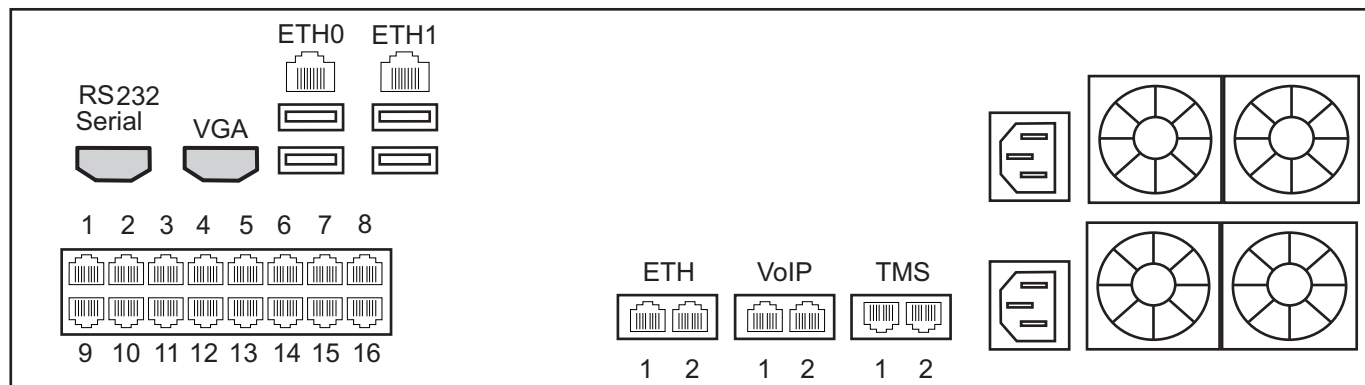 ETH0 ETH1
RS232
Serial
VGA
1 2 3 4 5 6 7 8
9 10 11 12 13 14 15 16
ETH VoIP TMS
1 2 1 2 1 2